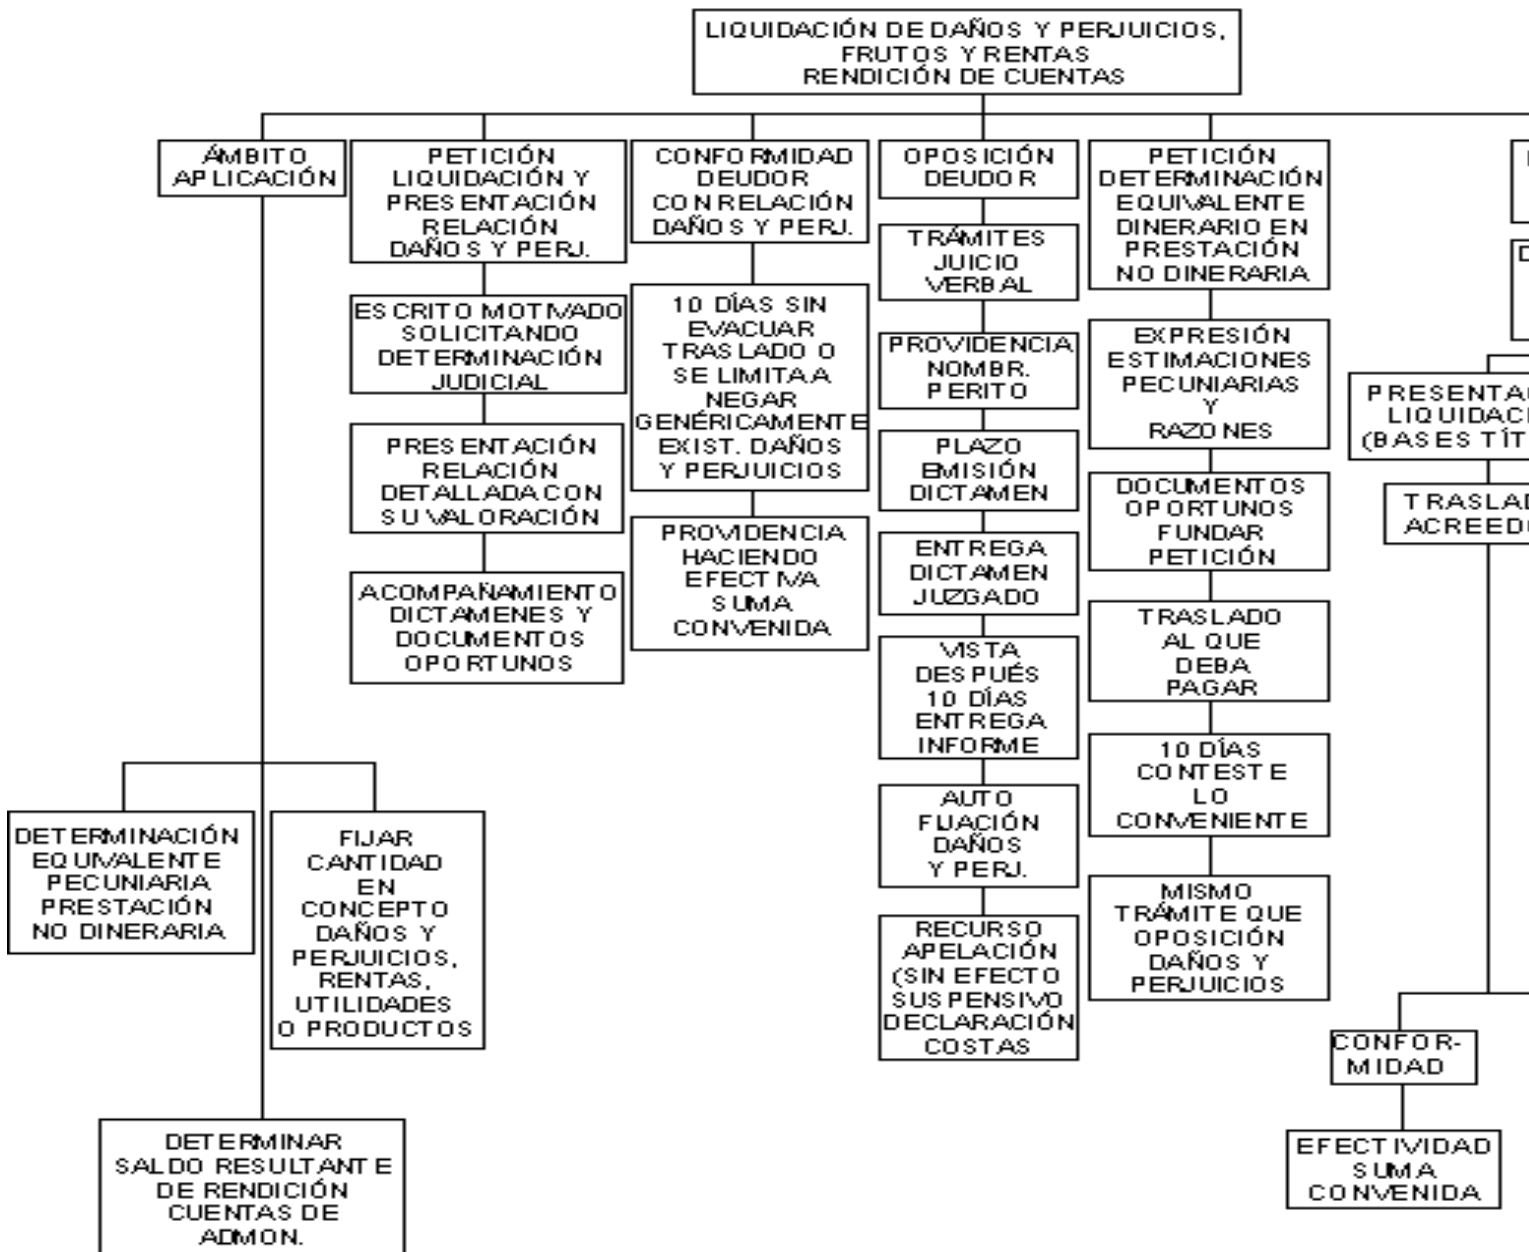 LIQUIDACIÓN DE DAÑOS Y PERJUICIOS,
FRUTOS Y RENTAS
RENDICIÓN DE CUENTAS
ÁMBITO
APLICACIÓN
PETICIÓN
LIQUIDACIÓN Y
PRESENTACIÓN
RELACIÓN
DAÑOS Y PERJ.
CONFORMIDAD
DEUDOR
CON RELACIÓN
DAÑOS Y PERJ.
OPOSICIÓN
DEUDOR
PETICIÓN
DETERMINACIÓN
EQUIVALENTE
DINERARIO EN
PRESTACIÓN
NO DINERARIA
TRÁMITES
JUICIO
VERBAL
ESCRITO MOTIVADO
SOLICITANDO
DETERMINACIÓN
JUDICIAL
10 DÍAS SIN
EVACUAR
TRASLADO O
SE LIMITA A
NEGAR
GENÉRICAMENTE
EXIST. DAÑOS
Y PERJUICIOS
PROVIDENCIA
NOMBR.
PERITO
EXPRESIÓN
ESTIMACIONES
PECUNIARIAS
Y
RAZONES
PRESENTAC
LIQUIDACI
(BASES TÍT
PRESENTACIÓN
RELACIÓN
DETALLADA CON
SU VALORACIÓN
PLAZO
EMISIÓN
DICTAMEN
DOCUMENTOS
OPORTUNOS
FUNDAR
PETICIÓN
TRASLAD
ACREEDO
PROVIDENCIA
HACIENDO
EFECTIVA
SUMA
CONVENIDA
ENTREGA
DICTAMEN
JUZGADO
ACOMPAÑAMIENTO
DICTAMENES Y
DOCUMENTOS
OPORTUNOS
TRASLADO
AL QUE
DEBA
PAGAR
VISTA
DESPUÉS
10 DÍAS
ENTREGA
INFORME
10 DÍAS
CONTESTE
LO
CONVENIENTE
AUTO
FIJACIÓN
DAÑOS
Y PERJ.
DETERMINACIÓN
EQUIVALENTE
PECUNIARIA
PRESTACIÓN
NO DINERARIA
FIJAR
CANTIDAD
EN
CONCEPTO
DAÑOS Y
PERJUICIOS,
RENTAS,
UTILIDADES
O PRODUCTOS
MISMO
TRÁMITE QUE
OPOSICIÓN
DAÑOS Y
PERJUICIOS
RECURSO
APELACIÓN
(SIN EFECTO
SUSPENSIVO
DECLARACIÓN
COSTAS
CONFOR-
MIDAD
DETERMINAR
SALDO RESULTANTE
DE RENDICIÓN
CUENTAS DE
ADMON.
EFECTIVIDAD
SUMA
CONVENIDA